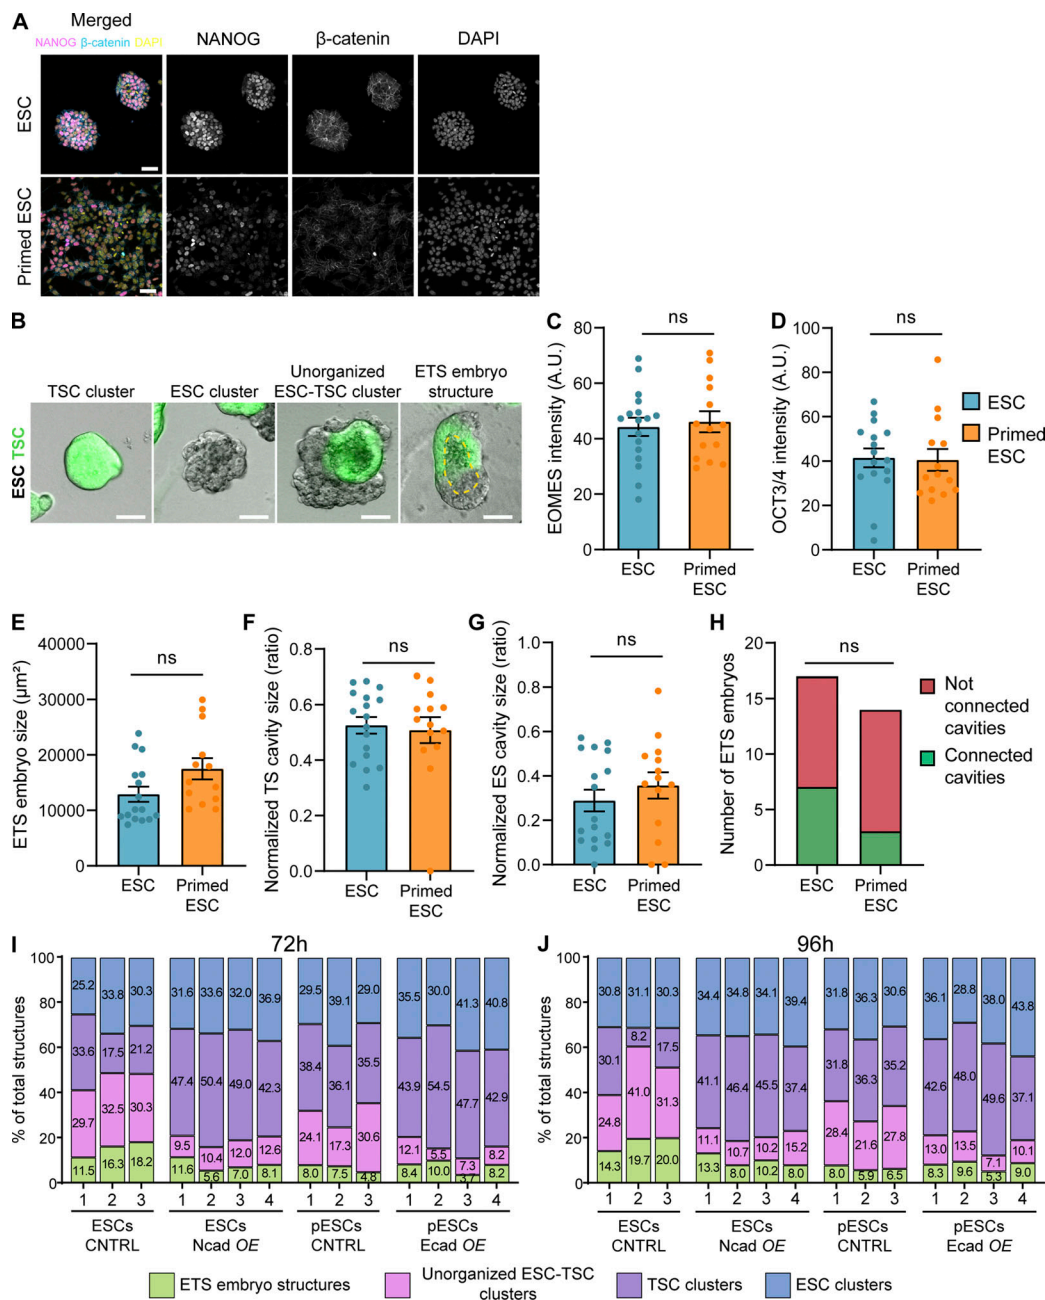 A
Merged
NANOG β-catenin DAPI
NANOG
β-catenin
DAPI
ESC
Primed ESC
B
TSC cluster
ESC cluster
Unorganized
ESC-TSC cluster
ETS embryo
structure
ESC TSC
C
ns
EOMES Intensity (A.U.)
80
60
40
20
0
ESC
Primed
ESC
D
ns
OCT3/4 intensity (A.U.)
100
80
60
40
20
0
ESC
Primed
ESC
ESC
Primed
ESC
E
ns
ETS embryo size (µm²)
40000
30000
20000
10000
0
ESC
Primed
ESC
F
ns
Normalized TS cavity size (ratio)
0.8
0.6
0.4
0.2
0.0
ESC
Primed
ESC
G
ns
Normalized ES cavity size (ratio)
1.0
0.8
0.6
0.4
0.2
0.0
ESC
Primed
ESC
H
ns
Number of ETS embryos
20
15
10
5
0
ESC
Primed
ESC
Not
connected
cavities
Connected
cavities
I
72h
% of total structures
100
80
60
40
20
0
25.2 33.8 30.3 31.6 33.6 32.0 36.9 29.5 39.1 29.0 35.5 30.0 41.3 40.8
33.6 17.5 21.2 47.4 50.4 49.0 42.3 38.4 36.1 35.5 43.9 54.5 47.7 42.9
29.7 32.5 30.3 9.5 10.4 12.0 12.6 24.1 17.3 30.6 12.1 5.5 7.3 8.2
11.5 16.3 18.2 11.6 5.6 7.0 8.1 8.0 7.5 4.8 8.4 10.0 3.7 8.2
1 2 3 1 2 3 4 1 2 3 1 2 3 4
ESCs
CNTRL
ESCs
Ncad OE
pESCs
CNTRL
pESCs
Ecad OE
J
96h
% of total structures
100
80
60
40
20
0
30.8 31.1 30.3 34.4 34.8 34.1 39.4 31.8 36.3 30.6 36.1 28.8 38.0 43.8
30.1 8.2 17.5 41.1 46.4 45.5 37.4 31.8 36.3 35.2 42.6 48.0 49.6 37.1
24.8 41.0 31.3 11.1 10.7 10.2 15.2 28.4 21.6 27.8 13.0 13.5 7.1 10.1
14.3 19.7 20.0 13.3 8.0 10.2 8.0 8.0 5.9 6.5 8.3 9.6 5.3 9.0
1 2 3 1 2 3 4 1 2 3 1 2 3 4
ESCs
CNTRL
ESCs
Ncad OE
pESCs
CNTRL
pESCs
Ecad OE
ETS embryo structures
Unorganized ESC-TSC
clusters
TSC clusters
ESC clusters